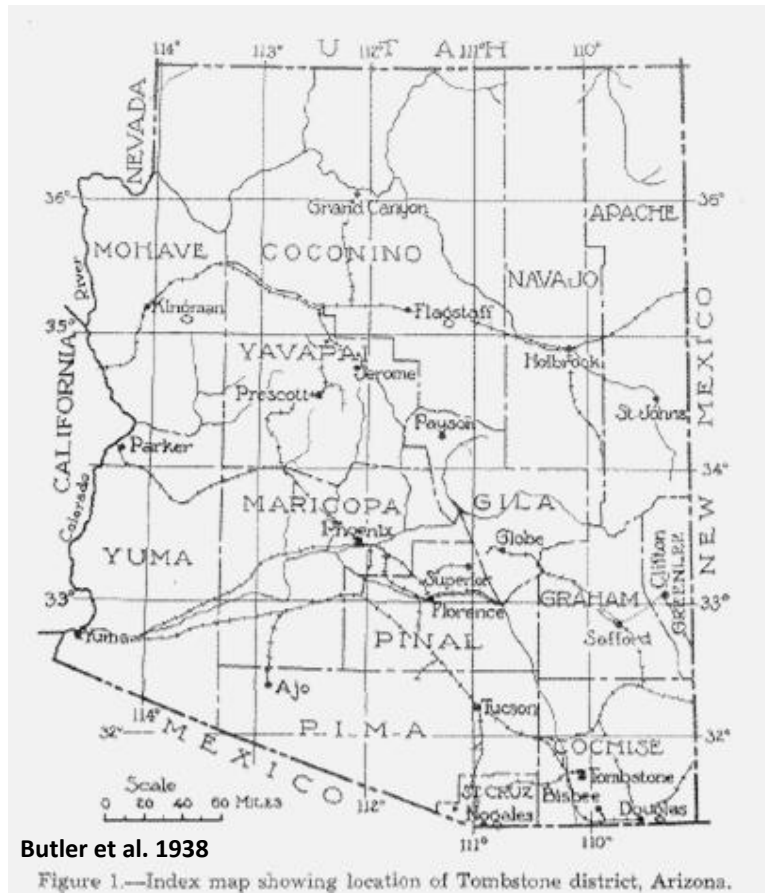 114° 113° 112° 111° 110°
U T A H
NEVADA
36° 36°
Grand Canyon
APACHE
MOHAVE
COCONINO
NAVAJO
River
Kingman
Flagstaff
35° 35°
YAVAPAI
Holbrook
Jerome
Prescott
St Johns
CALIFORNIA
NEW MEXICO
Payson
Parker
34° 34°
Colorado
MARICOPA
GILA
Phoenix
Globe
YUMA
Superior
Clifton
GREENLEE
33° 33°
GRAHAM
Florence
Safford
Yuma
PINAL
Ajo
Tucson
114°
32° 32°
MEXICO
PIMA
COCHISE
Tombstone
Scale
0 20 40 60 MILES
112°
ST CRUZ
Bisbee
Douglas
Nogales
111° 110°
Butler et al. 1938
Figure 1.—Index map showing location of Tombstone district, Arizona.